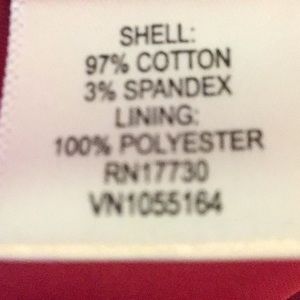 SHELL:
97% COTTON
3% SPANDEX
LINING:
100% POLYESTER
RN17730
VN1055164